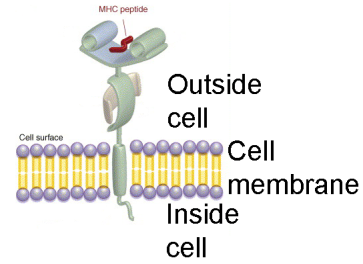 MHC peptide
Outside
cell
Cell surface
Cell
membrane
Inside
cell